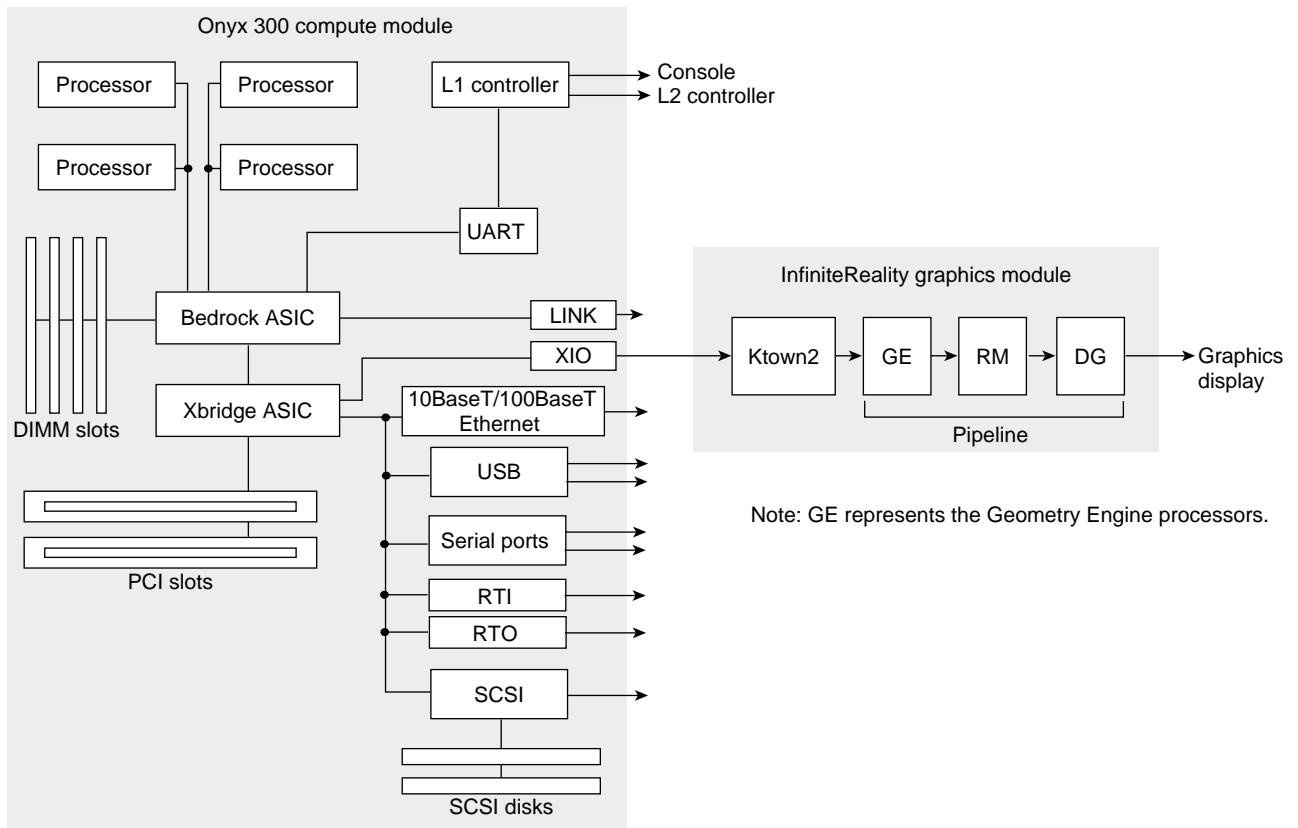 Onyx 300 compute module
Processor
Processor
L1 controller
Console
L2 controller
Processor
Processor
UART
InfiniteReality graphics module
Bedrock ASIC
LINK
XIO
Ktown2
GE
RM
DG
Graphics
display
Xbridge ASIC
10BaseT/100BaseT
Ethernet
DIMM slots
Pipeline
USB
Note: GE represents the Geometry Engine processors.
Serial ports
PCI slots
RTI
RTO
SCSI
SCSI disks